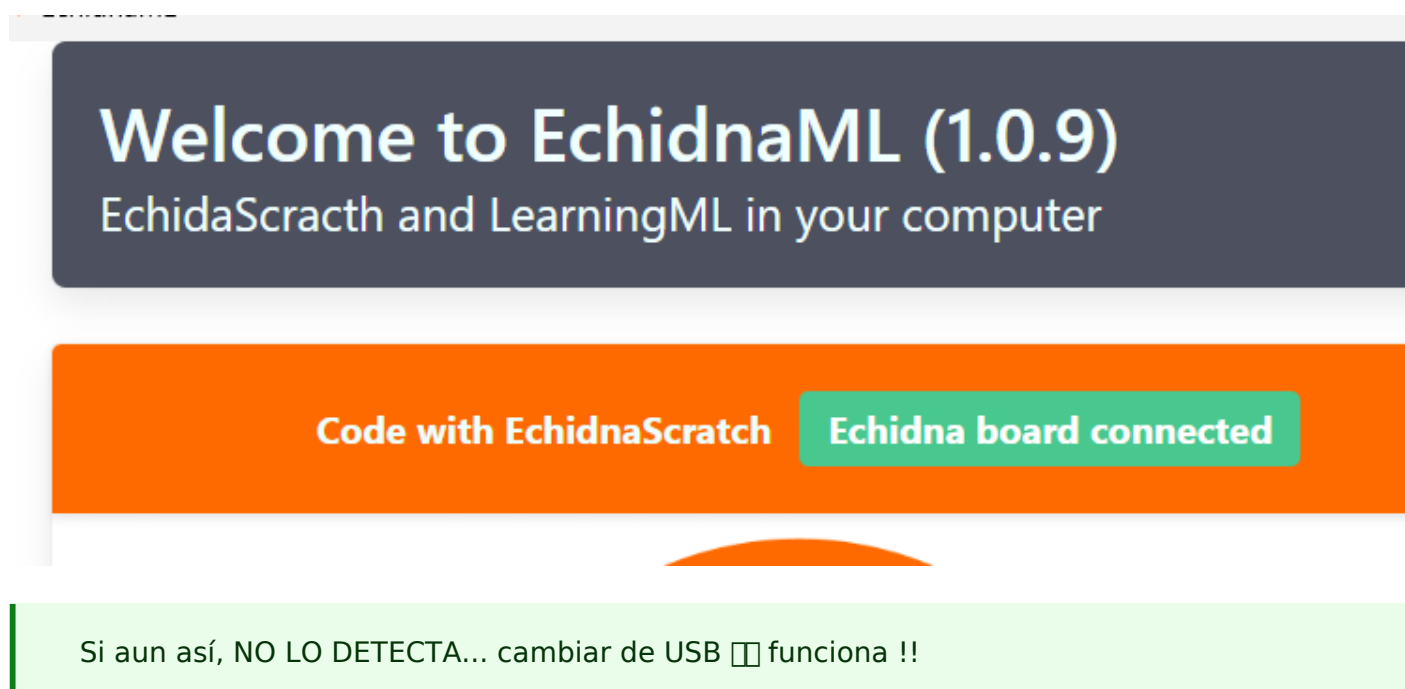 Welcome to EchidnaML (1.0.9)
EchidaScracth and LearningML in your computer
Code with EchidnaScratch
Echidna board connected
Si aun así, NO LO DETECTA... cambiar de USB funciona !!